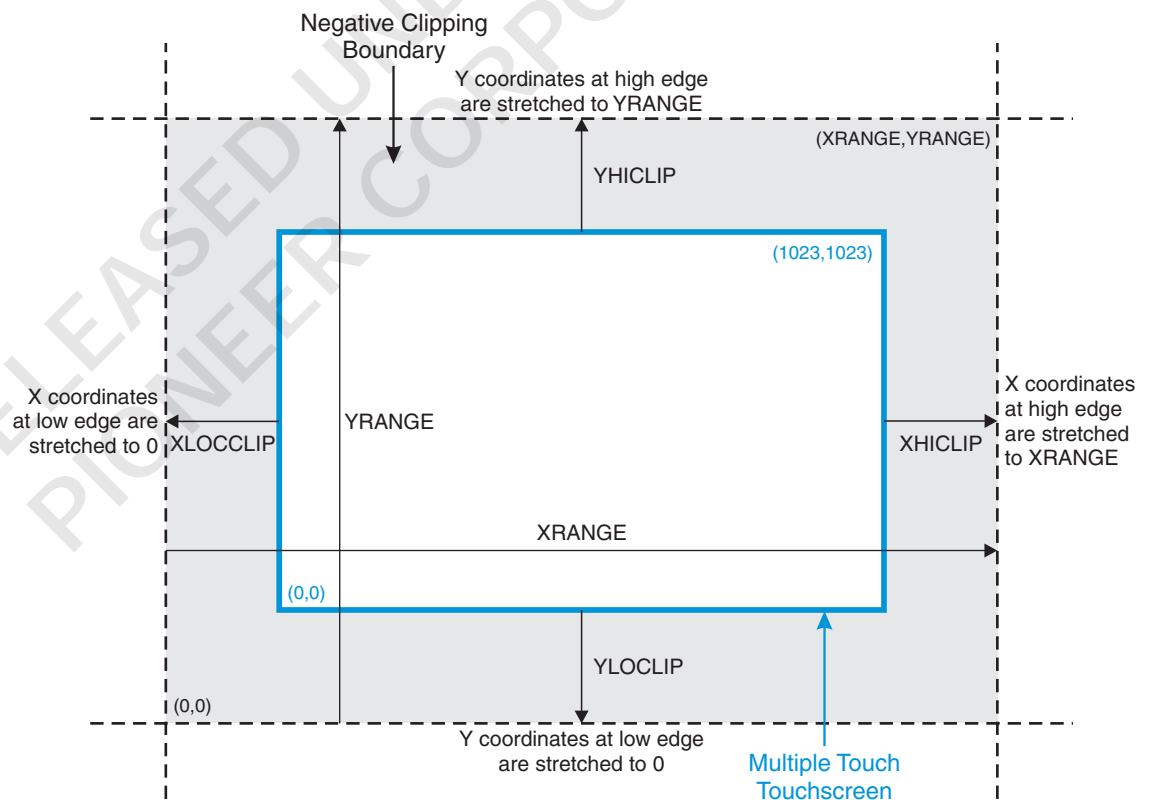 Negative Clipping
Boundary
Y coordinates at high edge
are stretched to YRANGE
(XRANGE,YRANGE)
YHICLIP
(1023,1023)
X coordinates
at low edge are
stretched to 0
XLOCCLIP
YRANGE
XHICLIP
X coordinates
at high edge
are stretched
to XRANGE
XRANGE
(0,0)
YLOCLIP
(0,0)
Y coordinates at low edge
are stretched to 0
Multiple Touch
Touchscreen
PIONEER CORPO